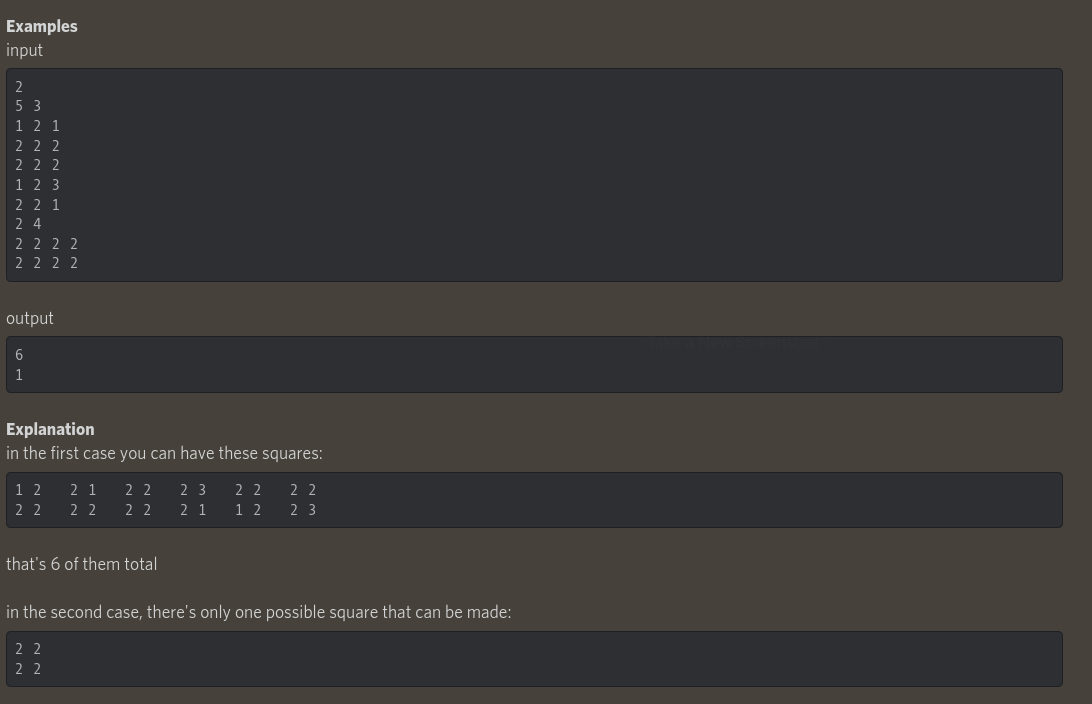 Examples
input
2
5 3
1 2 1
2 2 2
2 2 2
1 2 3
2 2 1
2 4
2 2 2 2
2 2 2 2
output
6
1
Explanation
in the first case you can have these squares:
1 2   2 1   2 2   2 3   2 2   2 2
2 2   2 2   2 2   2 1   1 2   2 3
that's 6 of them total
in the second case, there's only one possible square that can be made:
2 2
2 2